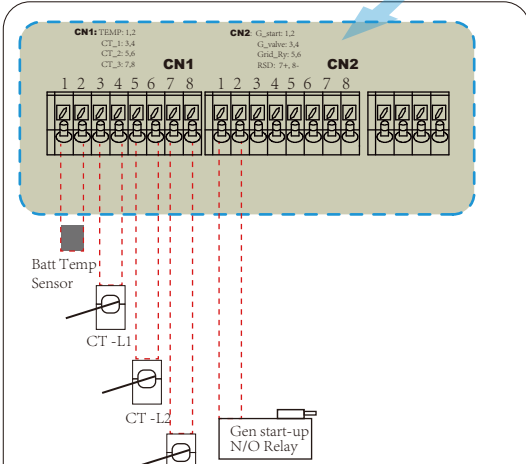 CN1: TEMP: 1,2
CT_1: 3,4
CT_2: 5,6
CT_3: 7,8
CN1
CN2: G_start: 1,2
G_valve: 3,4
Grid_Ry: 5,6
RSD: 7+, 8-
CN2
1 2 3 4 5 6 7 8
1 2 3 4 5 6 7 8
Batt Temp
Sensor
CT -L1
CT -L2
Gen start-up
N/O Relay